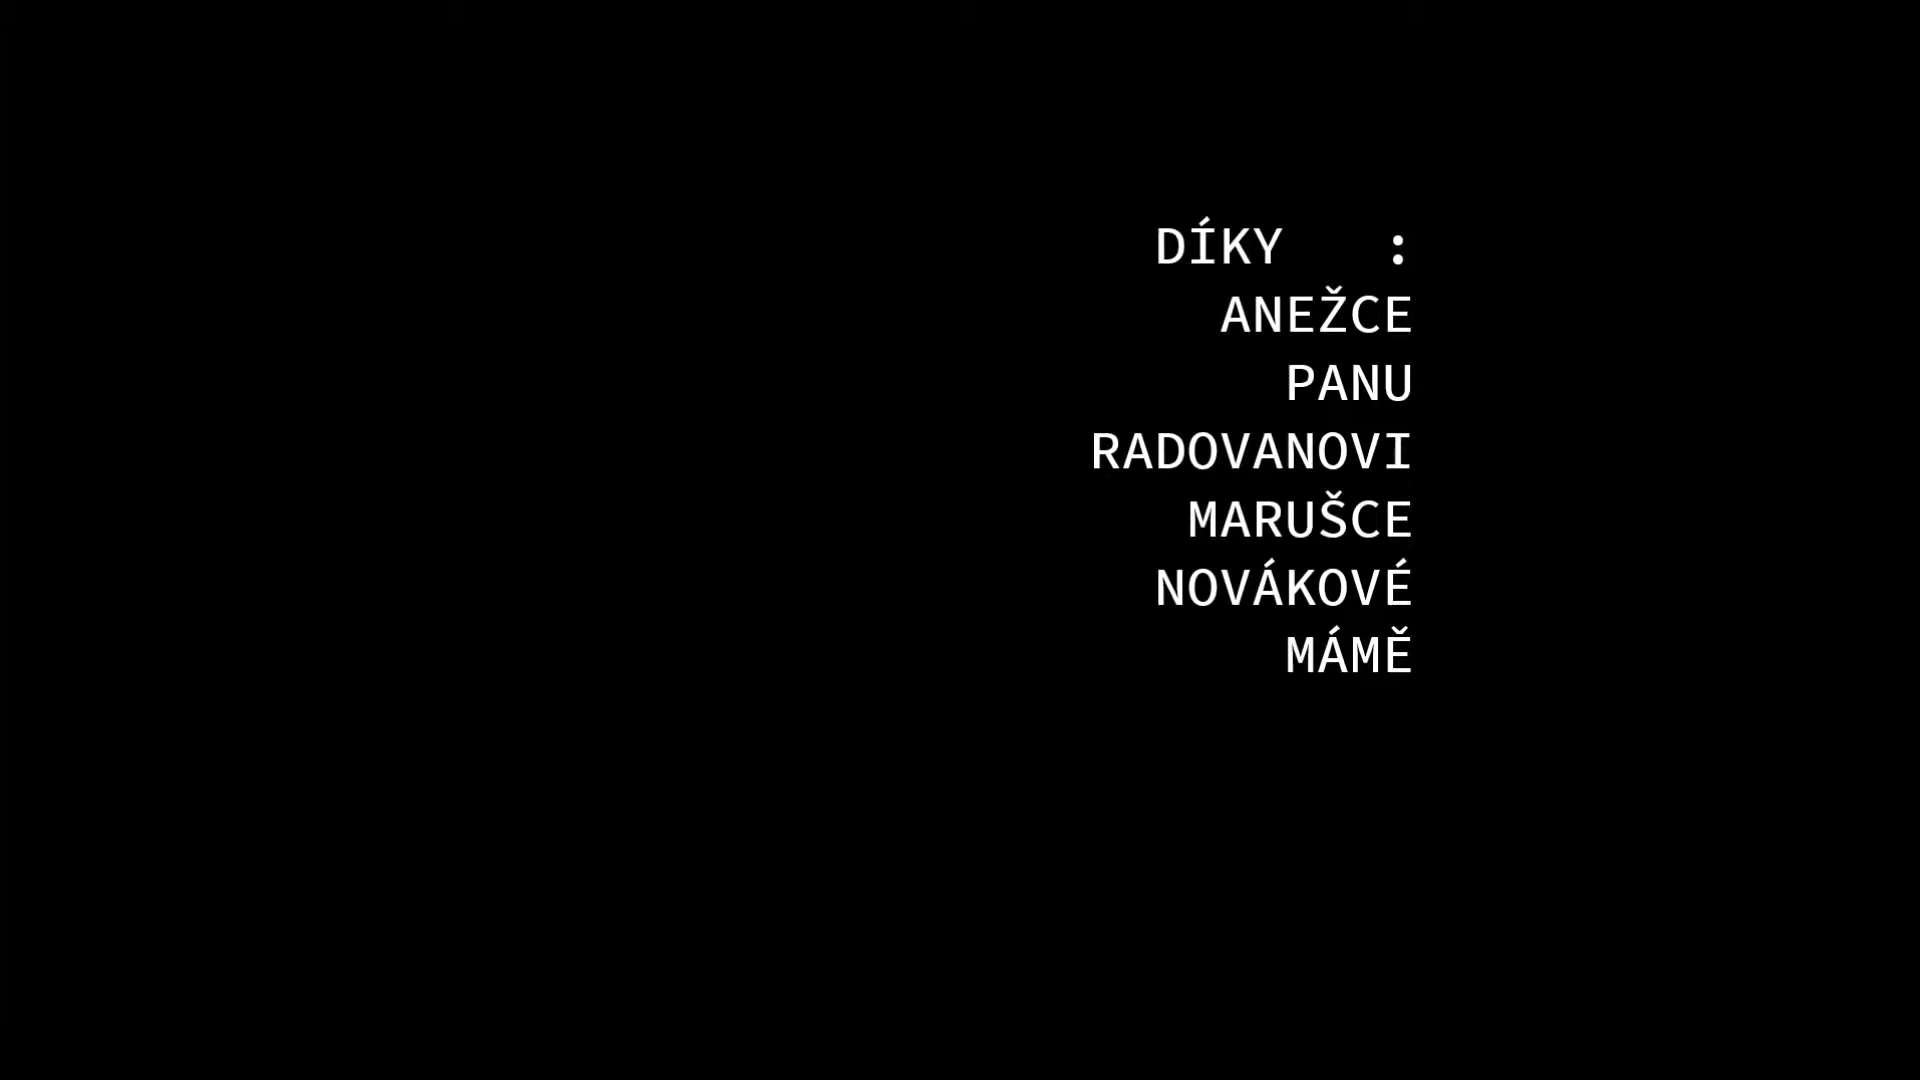 DÍKY :
ANEŽCE
PANU
RADOVANOVI
MARUŠCE
NOVÁKOVÉ
MÁMĚ